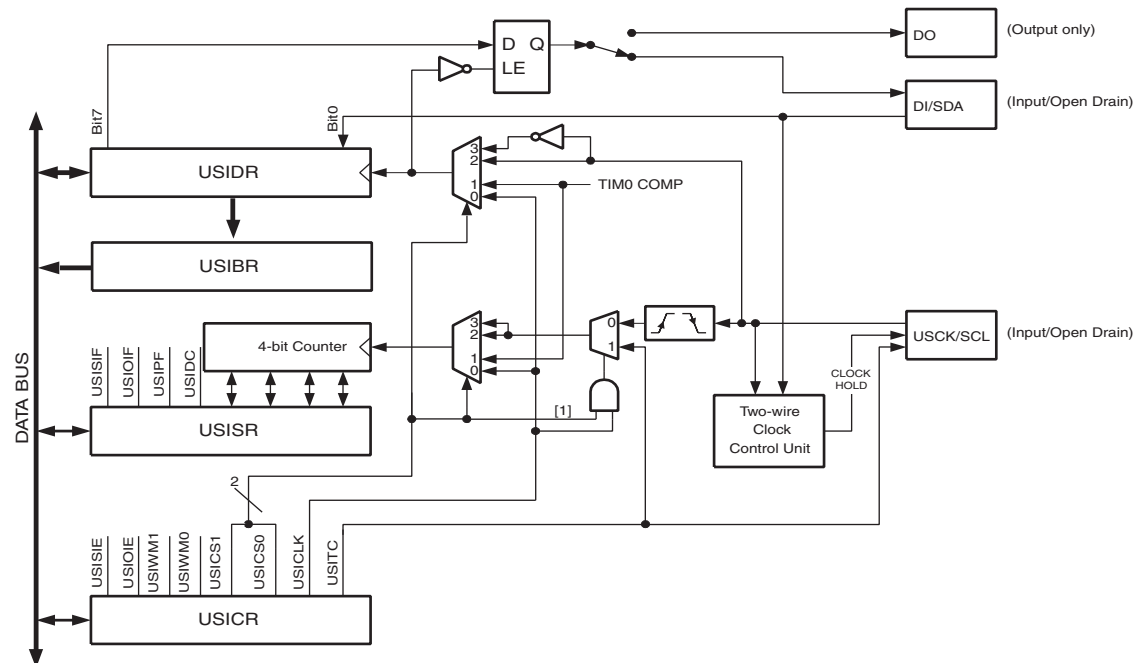 DO
(Output only)
D Q
LE
DI/SDA
(Input/Open Drain)
Bit7
Bit0
USIDR
3
2
1
0
TIM0 COMP
USIBR
DATA BUS
4-bit Counter
USISIF
USIOIF
USIPF
USIDC
3
2
1
0
0
1
USCK/SCL
(Input/Open Drain)
CLOCK
HOLD
[1]
Two-wire
Clock
Control Unit
USISR
2
USISIE
USIOIE
USIWM1
USIWM0
USICS1
USICS0
USICLK
USITC
USICR